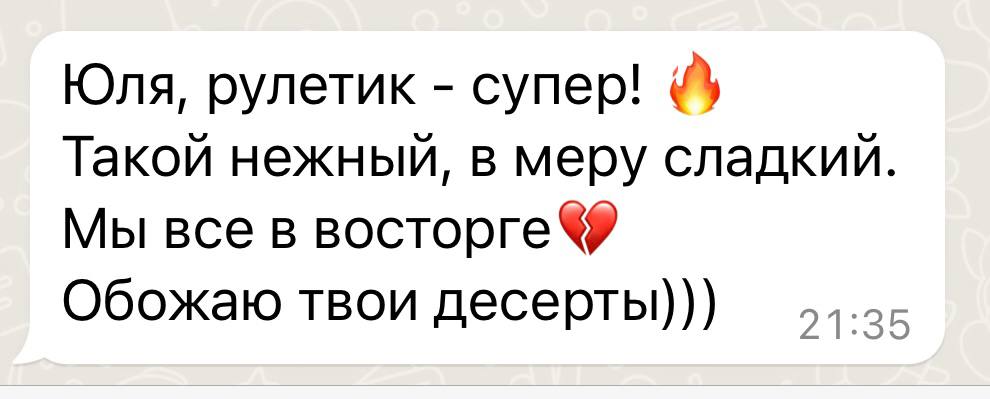 Юля, рулетик - супер! 🔥
Такой нежный, в меру сладкий.
Мы все в восторге💔
Обожаю твои десерты)))
21:35